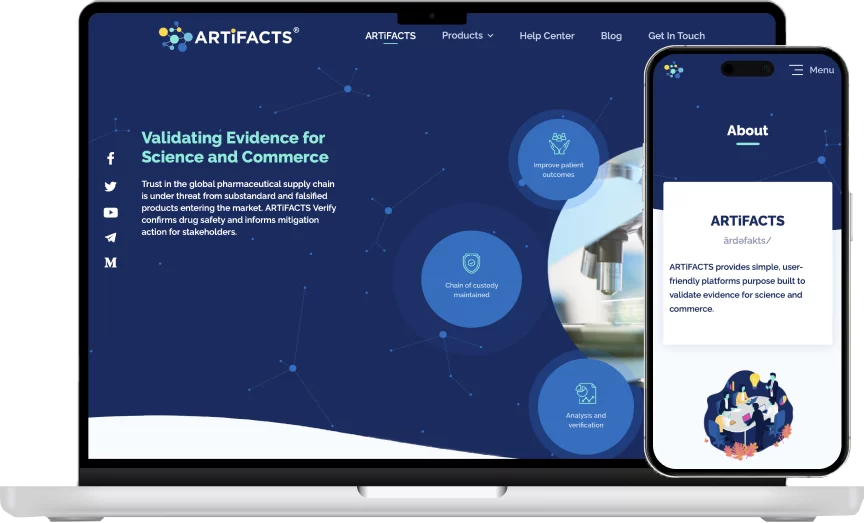 ARTiFACTS®
ARTiFACTS
Products
Help Center
Blog
Get In Touch
Validating Evidence for
Science and Commerce
Trust in the global pharmaceutical supply chain
is under threat from substandard and falsified
products entering the market. ARTiFACTS Verify
confirms drug safety and informs mitigation
action for stakeholders.
Improve patient
outcomes
Chain of custody
maintained
Analysis and
verification
Menu
About
ARTiFACTS
ärdəfakts/
ARTiFACTS provides simple, user-
friendly platforms purpose built to
validate evidence for science and
commerce.